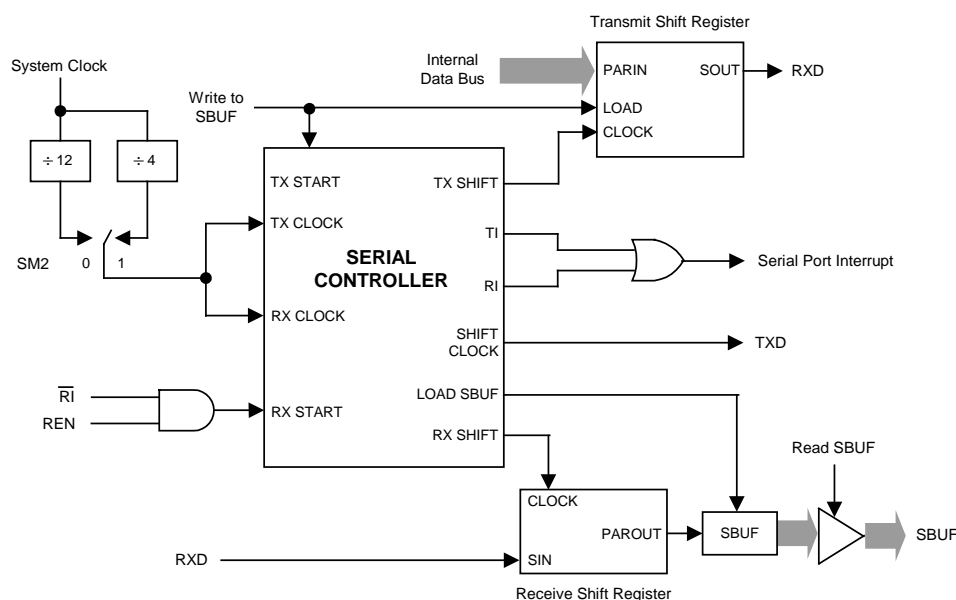 Transmit Shift Register
System Clock
Internal
Data Bus
PARIN
SOUT
RXD
Write to
SBUF
LOAD
CLOCK
÷ 12
÷ 4
TX START
TX SHIFT
TX CLOCK
TI
SERIAL
CONTROLLER
Serial Port Interrupt
SM2
0
1
RI
RX CLOCK
SHIFT
CLOCK
TXD
R̅I̅
LOAD SBUF
REN
RX START
RX SHIFT
Read SBUF
CLOCK
PAROUT
SBUF
SBUF
RXD
SIN
Receive Shift Register